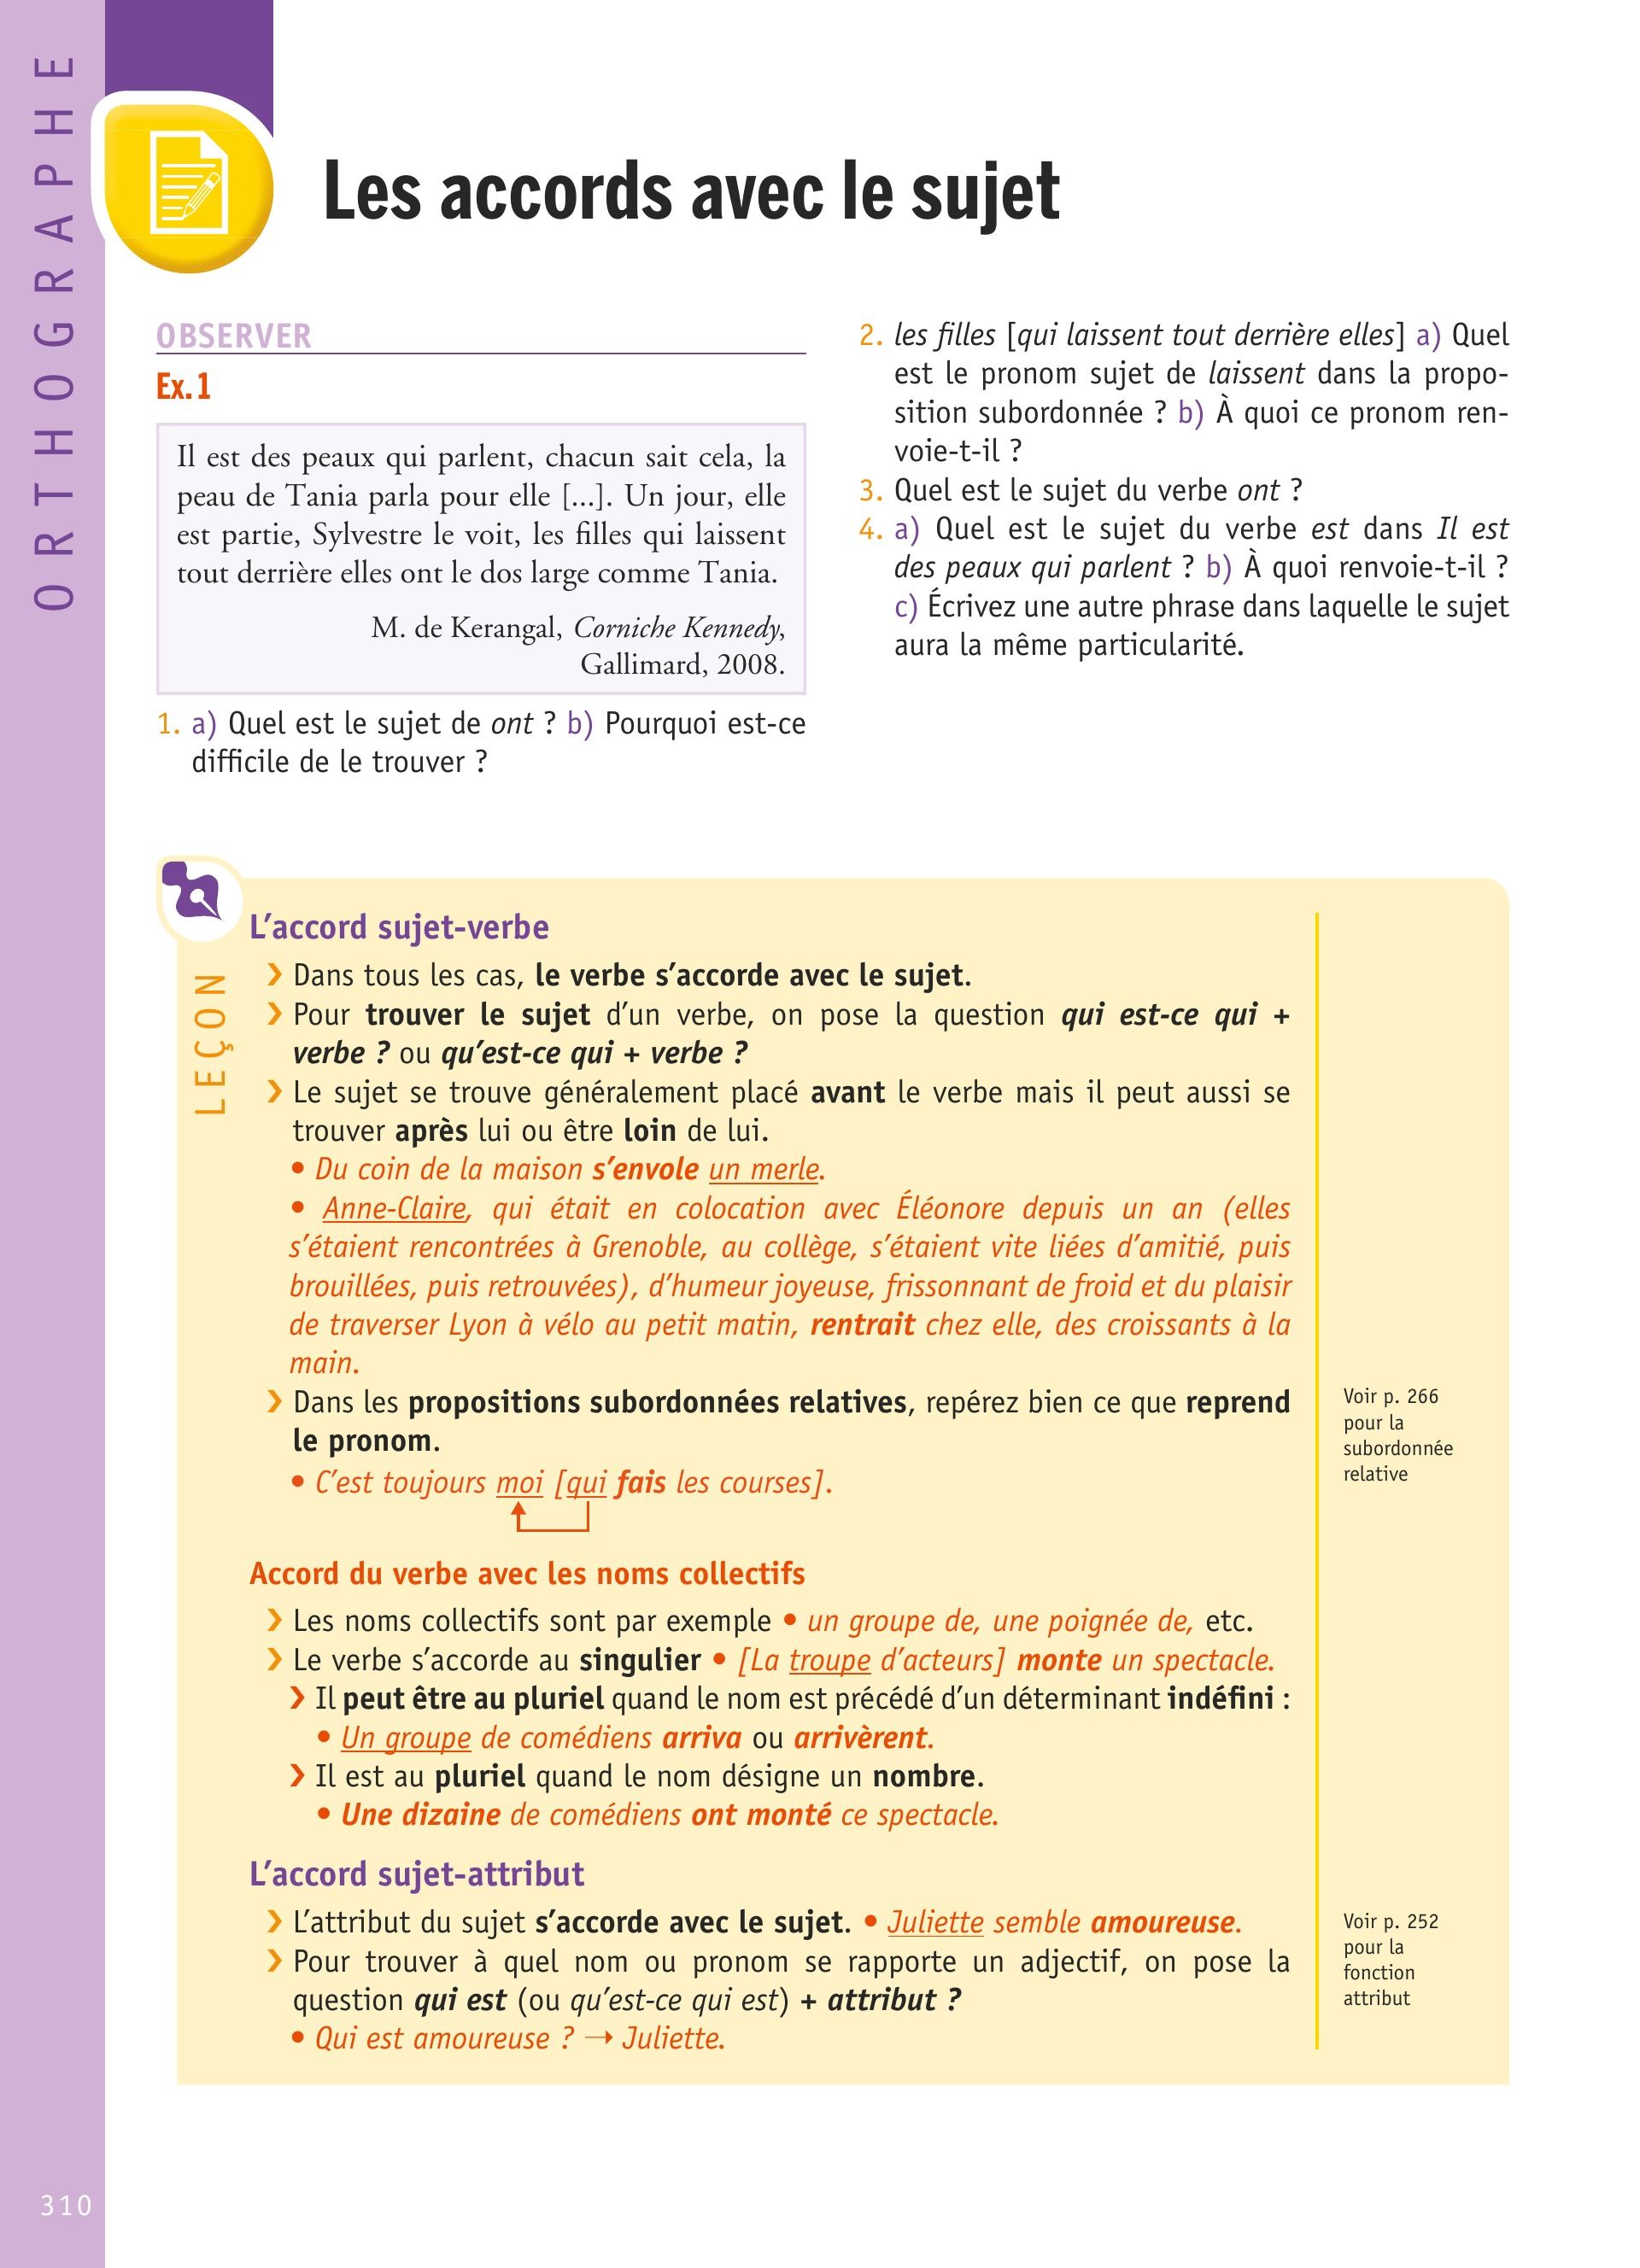 ORTHOGRAPHE
Les accords avec le sujet
OBSERVER
Ex. 1
Il est des peaux qui parlent, chacun sait cela, la
peau de Tania parla pour elle [...]. Un jour, elle
est partie, Sylvestre le voit, les filles qui laissent
tout derrière elles ont le dos large comme Tania.
M. de Kerangal, Corniche Kennedy,
Gallimard, 2008.
1. a) Quel est le sujet de ont ? b) Pourquoi est-ce
difficile de le trouver ?
2. les filles [qui laissent tout derrière elles] a) Quel
est le pronom sujet de laissent dans la propo-
sition subordonnée ? b) À quoi ce pronom ren-
voie-t-il ?
3. Quel est le sujet du verbe ont ?
4. a) Quel est le sujet du verbe est dans Il est
des peaux qui parlent ? b) À quoi renvoie-t-il ?
c) Écrivez une autre phrase dans laquelle le sujet
aura la même particularité.
LEÇON
L'accord sujet-verbe
❯ Dans tous les cas, le verbe s'accorde avec le sujet.
❯ Pour trouver le sujet d'un verbe, on pose la question qui est-ce qui +
verbe ? ou qu'est-ce qui + verbe ?
❯ Le sujet se trouve généralement placé avant le verbe mais il peut aussi se
trouver après lui ou être loin de lui.
• Du coin de la maison s'envole un merle.
• Anne-Claire, qui était en colocation avec Éléonore depuis un an (elles
s'étaient rencontrées à Grenoble, au collège, s'étaient vite liées d'amitié, puis
brouillées, puis retrouvées), d'humeur joyeuse, frissonnant de froid et du plaisir
de traverser Lyon à vélo au petit matin, rentrait chez elle, des croissants à la
main.
❯ Dans les propositions subordonnées relatives, repérez bien ce que reprend
le pronom.
• C'est toujours moi [qui fais les courses].
Voir p. 266
pour la
subordonnée
relative
Accord du verbe avec les noms collectifs
❯ Les noms collectifs sont par exemple • un groupe de, une poignée de, etc.
❯ Le verbe s'accorde au singulier • [La troupe d'acteurs] monte un spectacle.
❯ Il peut être au pluriel quand le nom est précédé d'un déterminant indéfini :
• Un groupe de comédiens arriva ou arrivèrent.
❯ Il est au pluriel quand le nom désigne un nombre.
• Une dizaine de comédiens ont monté ce spectacle.
L'accord sujet-attribut
❯ L'attribut du sujet s'accorde avec le sujet. • Juliette semble amoureuse.
❯ Pour trouver à quel nom ou pronom se rapporte un adjectif, on pose la
question qui est (ou qu'est-ce qui est) + attribut ?
• Qui est amoureuse ? → Juliette.
Voir p. 252
pour la
fonction
attribut
310